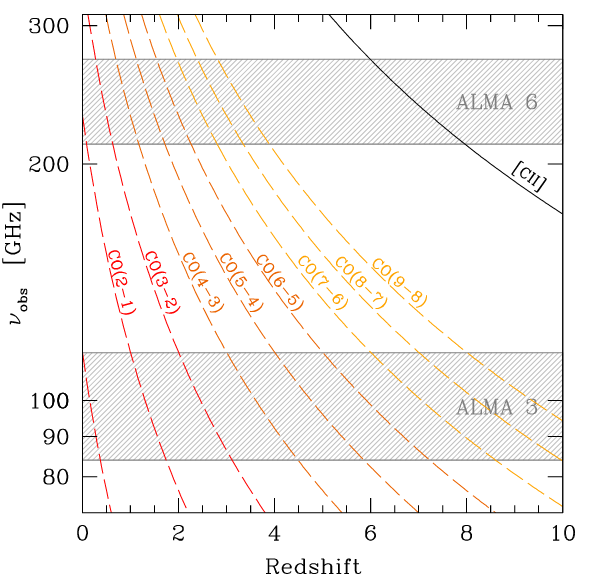 300
ALMA 6
200
[CII]
ν_obs [GHz]
CO(2-1)
CO(3-2)
CO(4-3)
CO(5-4)
CO(6-5)
CO(7-6)
CO(8-7)
CO(9-8)
100
ALMA 3
90
80
0 2 4 6 8 10
Redshift